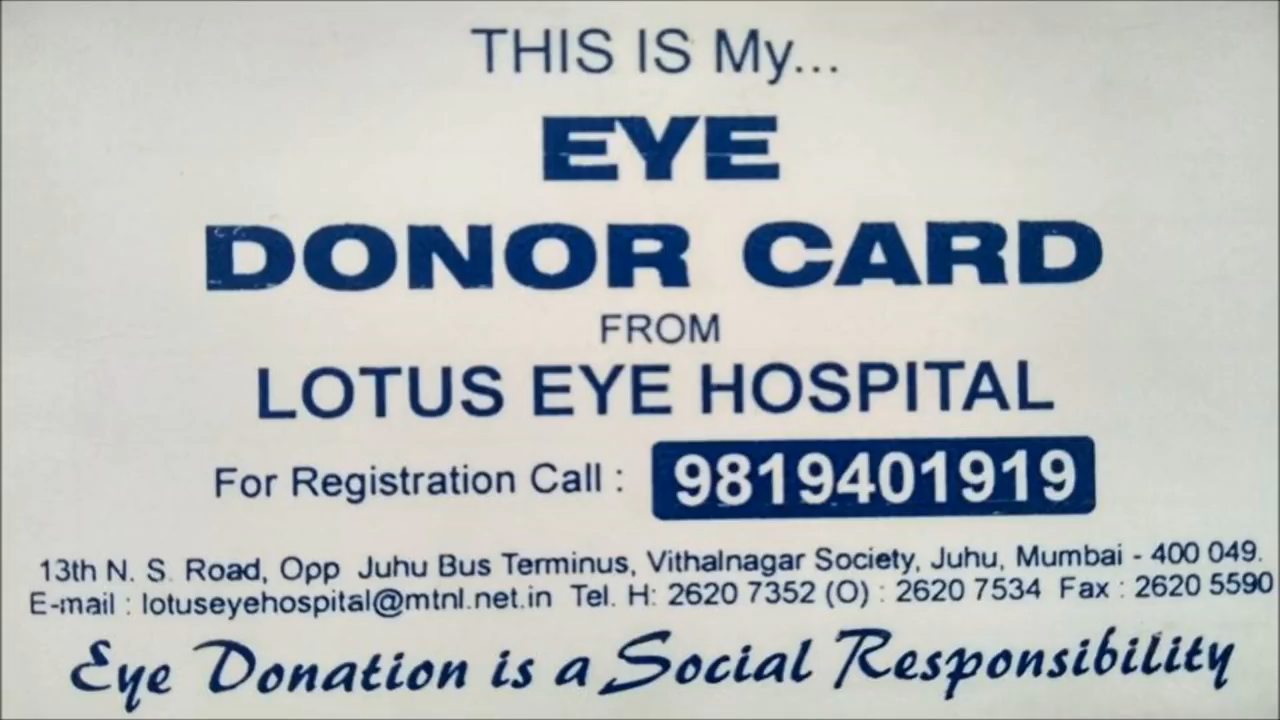 THIS IS My...
EYE
DONOR CARD
FROM
LOTUS EYE HOSPITAL
For Registration Call : 9819401919
13th N. S. Road, Opp Juhu Bus Terminus, Vithalnagar Society, Juhu, Mumbai - 400 049.
E-mail : lotuseyehospital@mtnl.net.in Tel. H: 2620 7352 (O) : 2620 7534 Fax : 2620 5590
Eye Donation is a Social Responsibility